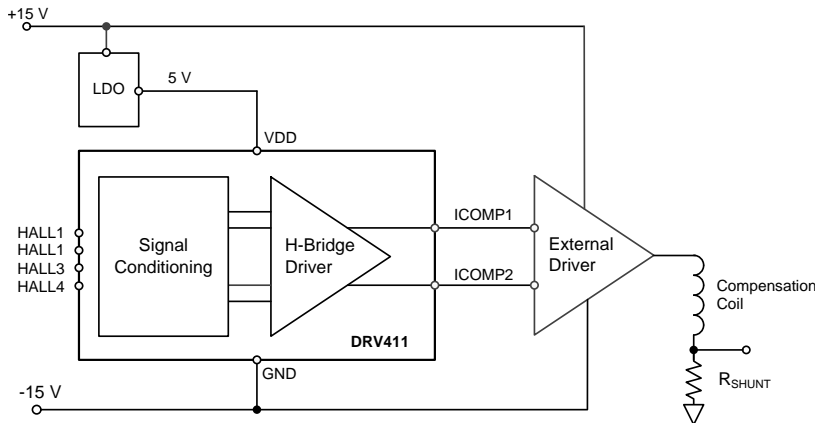 +15 V
LDO
5 V
VDD
HALL1
HALL1
HALL3
HALL4
Signal
Conditioning
H-Bridge
Driver
DRV411
ICOMP1
ICOMP2
External
Driver
Compensation
Coil
RSHUNT
GND
-15 V